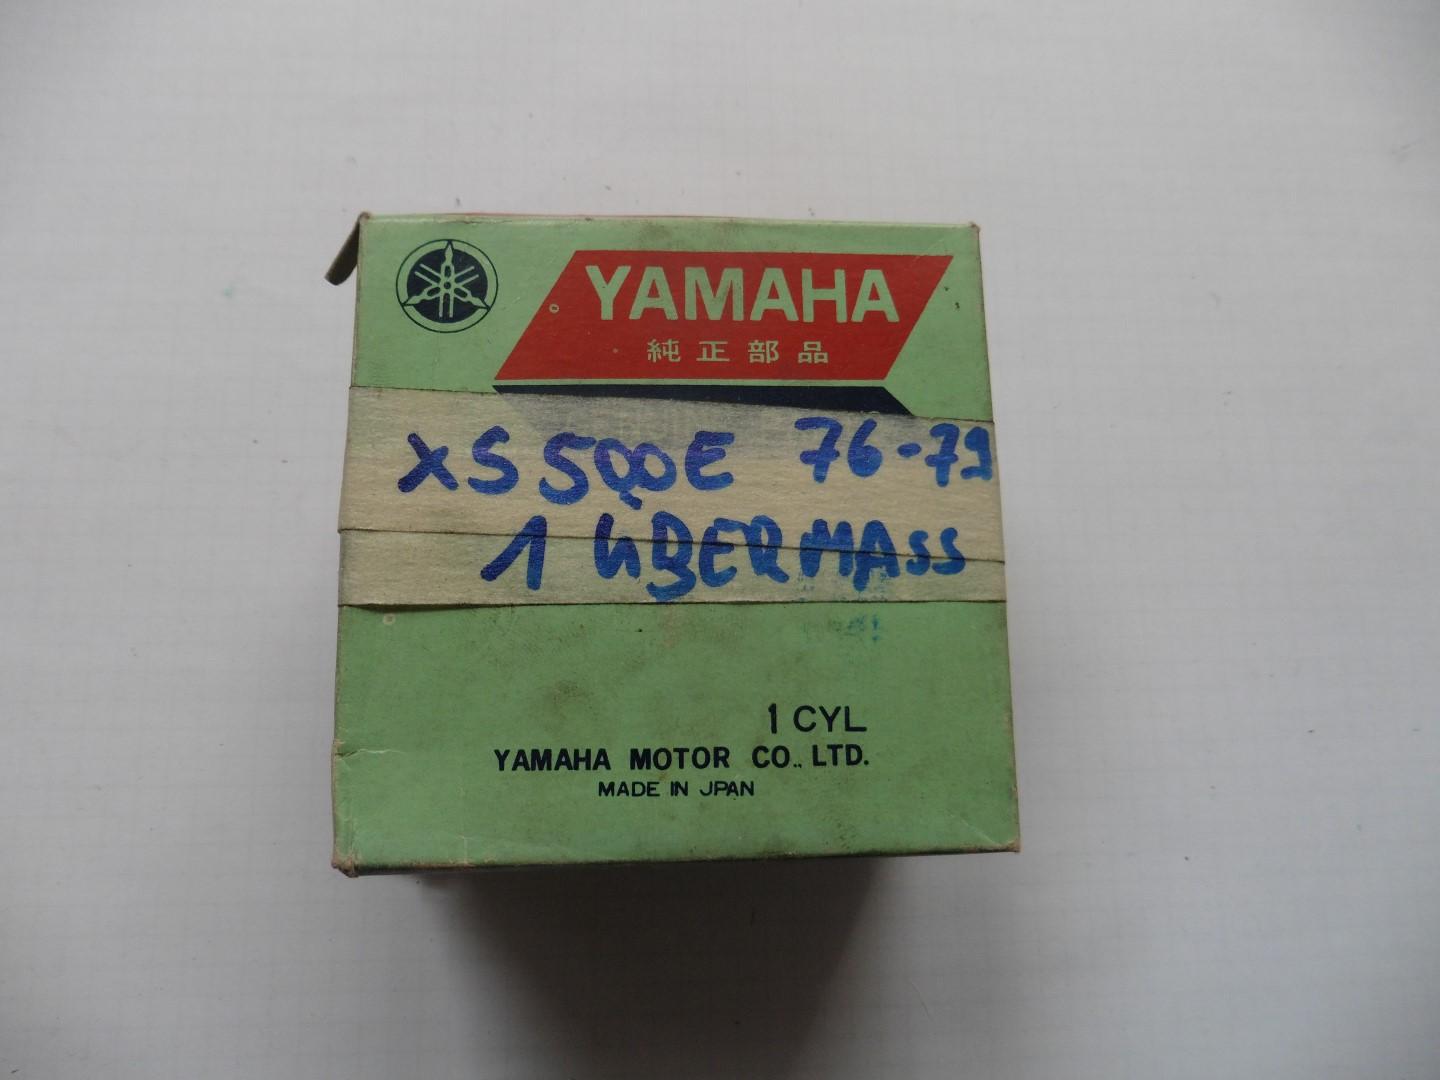 YAMAHA
純正部品
XS 500E 76-79
1 ÜBERMASS
1 CYL
YAMAHA MOTOR CO., LTD.
MADE IN JPAN